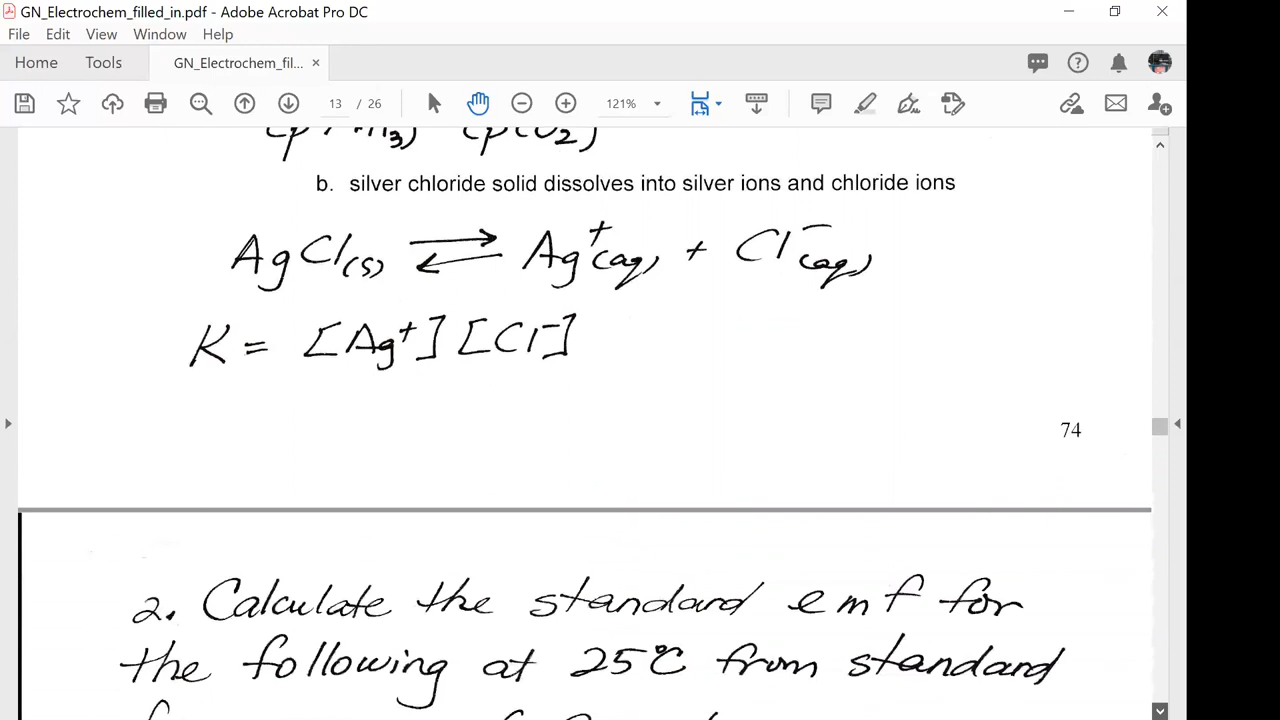 GN_Electrochem_filled_in.pdf - Adobe Acrobat Pro DC
File Edit View Window Help
Home Tools GN_Electrochem_fil... ×
13 / 26 121%
b. silver chloride solid dissolves into silver ions and chloride ions
AgCl(s) ⇌ Ag⁺(aq) + Cl⁻(aq)
K = [Ag⁺][Cl⁻]
74
2. Calculate the standard emf for
the following at 25°C from standard